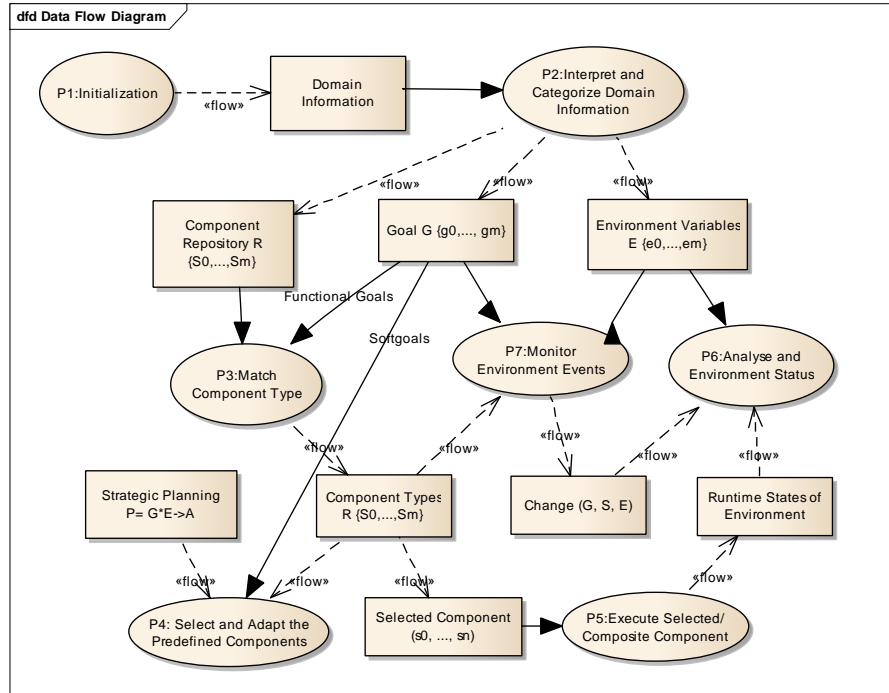 dfd Data Flow Diagram
P1:Initialization
«flow»
Domain
Information
P2:Interpret and
Categorize Domain
Information
«flow»
«flow»
«flow»
Component
Repository R
{S0,...,Sm}
Goal G {g0,..., gm}
Environment Variables
E {e0,...,em}
Functional Goals
Softgoals
P3:Match
Component Type
P7:Monitor
Environment Events
P6:Analyse and
Environment Status
«flow»
«flow»
«flow»
«flow»
«flow»
Strategic Planning
P= G*E->A
Component Types
R {S0,...,Sm}
Change (G, S, E)
Runtime States of
Environment
«flow»
«flow»
«flow»
«flow»
P4: Select and Adapt the
Predefined Components
Selected Component
(s0, ..., sn)
P5:Execute Selected/
Composite Component